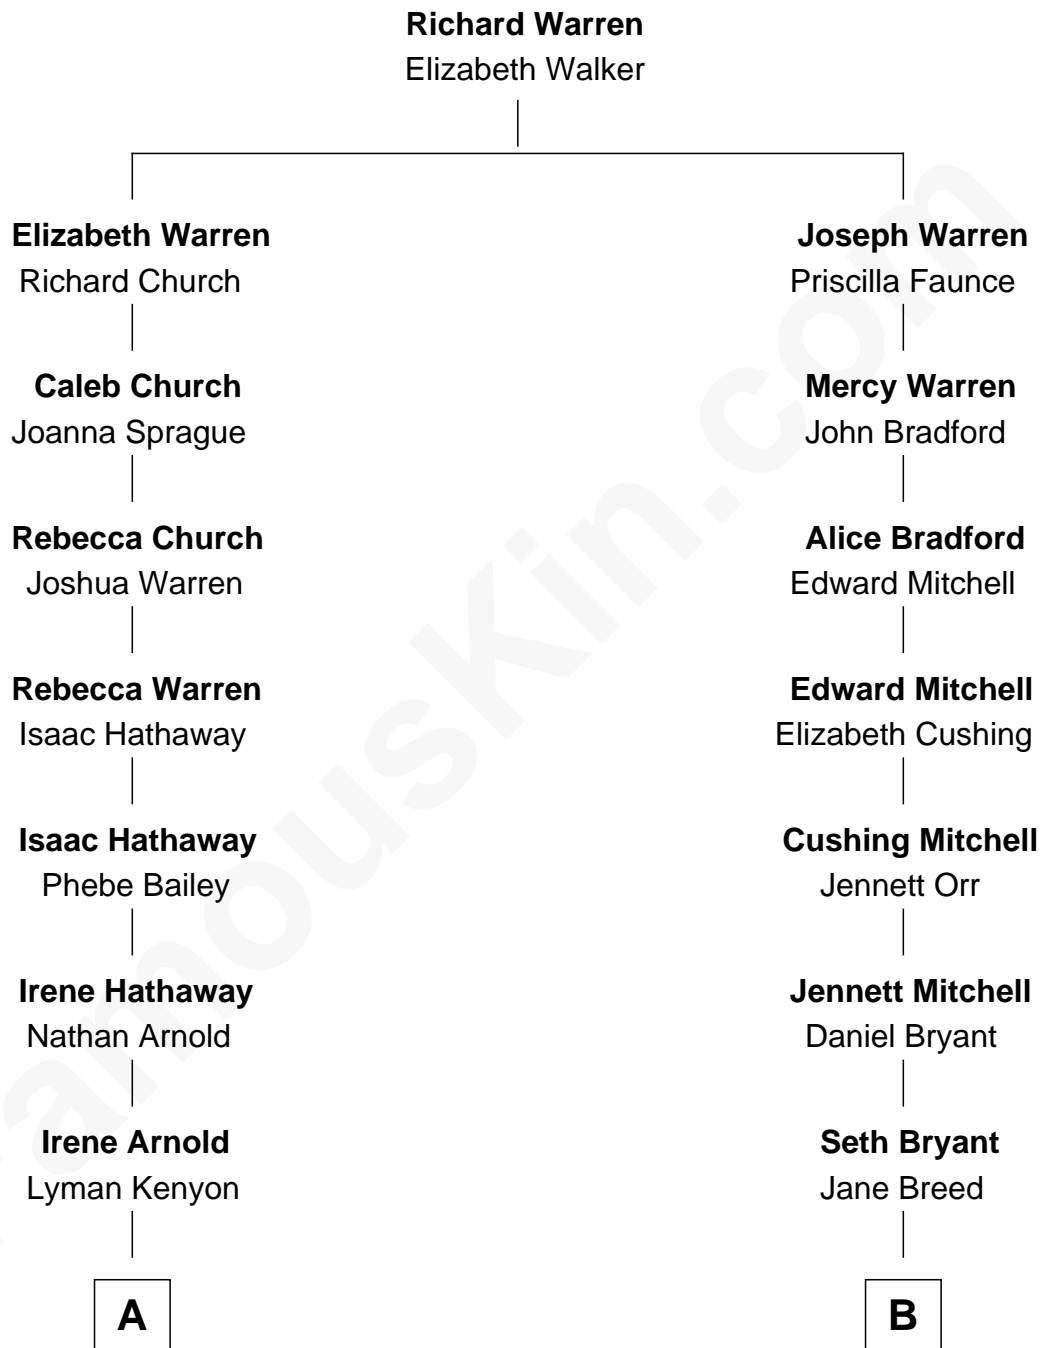 Richard Warren
Elizabeth Walker
Elizabeth Warren
Richard Church
Joseph Warren
Priscilla Faunce
Caleb Church
Joanna Sprague
Mercy Warren
John Bradford
Rebecca Church
Joshua Warren
Alice Bradford
Edward Mitchell
Rebecca Warren
Isaac Hathaway
Edward Mitchell
Elizabeth Cushing
Isaac Hathaway
Phebe Bailey
Cushing Mitchell
Jennett Orr
Irene Hathaway
Nathan Arnold
Jennett Mitchell
Daniel Bryant
Irene Arnold
Lyman Kenyon
Seth Bryant
Jane Breed
A
B
FamousKin.com